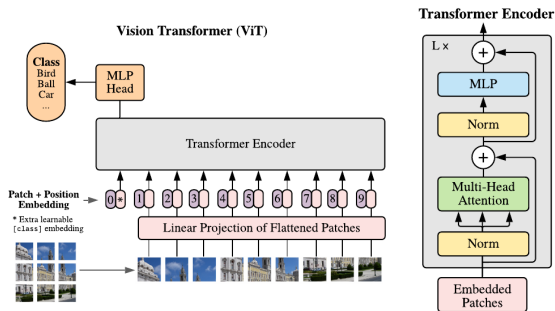 Vision Transformer (ViT)
Class
Bird
Ball
Car
...
MLP
Head
Transformer Encoder
Patch + Position
Embedding
* Extra learnable
[class] embedding
0 * 1 2 3 4 5 6 7 8 9
Linear Projection of Flattened Patches
Transformer Encoder
L ×
+
MLP
Norm
+
Multi-Head
Attention
Norm
Embedded
Patches